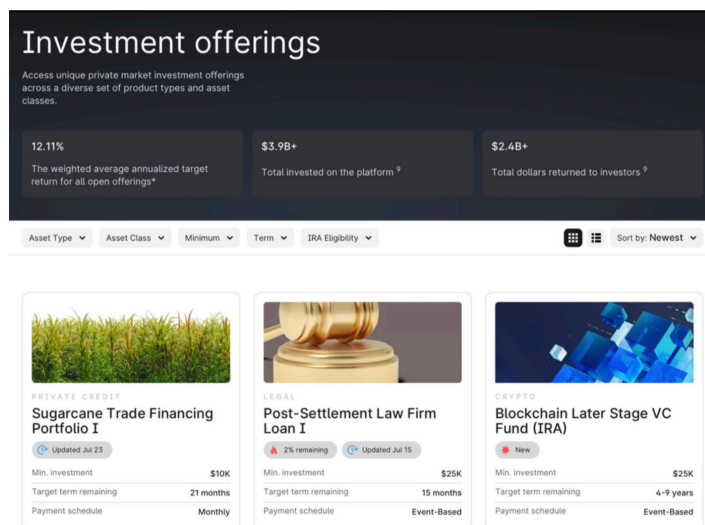 Investment offerings
Access unique private market investment offerings
across a diverse set of product types and asset
classes.
12.11%
The weighted average annualized target
return for all open offerings*
$3.9B+
Total invested on the platform 9
$2.4B+
Total dollars returned to investors 9
Asset Type
Asset Class
Minimum
Term
IRA Eligibility
Sort by: Newest
PRIVATE CREDIT
Sugarcane Trade Financing
Portfolio I
Updated Jul 23
Min. investment $10K
Target term remaining 21 months
Payment schedule Monthly
LEGAL
Post-Settlement Law Firm
Loan I
2% remaining
Updated Jul 15
Min. investment $25K
Target term remaining 15 months
Payment schedule Event-Based
CRYPTO
Blockchain Later Stage VC
Fund (IRA)
New
Min. investment $25K
Target term remaining 4-9 years
Payment schedule Event-Based